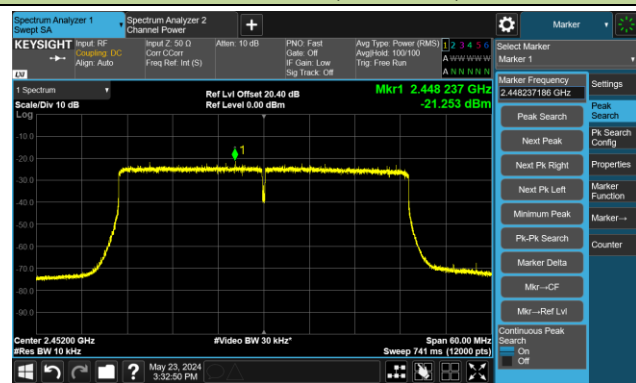 Spectrum Analyzer 1
Swept SA
Spectrum Analyzer 2
Channel Power
Marker
KEYSIGHT
Input: RF
Coupling: DC
Align: Auto
Input Z: 50 Ω
Corr CCorr
Freq Ref: Int (S)
Atten: 10 dB
PNO: Fast
Gate: Off
IF Gain: Low
Sig Track: Off
Avg Type: Power (RMS)
Avg|Hold: 100/100
Trig: Free Run
1 2 3 4 5 6
A W W W W W
A N N N N N
LW
Select Marker
Marker 1
Marker Frequency
2.448237186 GHz
Settings
Peak Search
Peak
Search
Next Peak
Pk Search
Config
Next Pk Right
Properties
Next Pk Left
Marker
Function
Minimum Peak
Marker→
Pk-Pk Search
Counter
Marker Delta
Mkr→CF
Mkr→Ref Lvl
Continuous Peak
Search
On
Off
1 Spectrum
Scale/Div 10 dB
Log
Ref Lvl Offset 20.40 dB
Ref Level 0.00 dBm
Mkr1 2.448 237 GHz
-21.253 dBm
1
-10.0
-20.0
-30.0
-40.0
-50.0
-60.0
-70.0
-80.0
-90.0
Center 2.45200 GHz
#Res BW 10 kHz
#Video BW 30 kHz*
Span 60.00 MHz
Sweep 741 ms (12000 pts)
May 23, 2024
3:32:50 PM